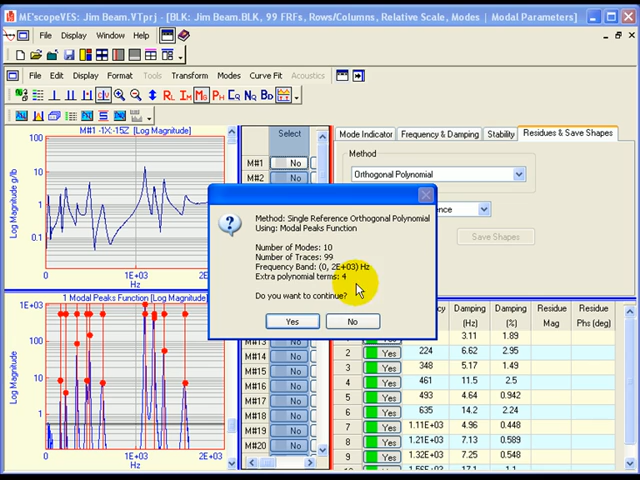 ME'scopeVES: Jim Beam.VTprj - [BLK: Jim Beam.BLK, 99 FRFs, Rows/Columns, Relative Scale, Modes | Modal Parameters]
File Display Window Help
File Edit Display Format Tools Transform Modes Curve Fit Acoustics
M#1 -1X:-15Z [Log Magnitude]
Log Magnitude g/lb
100
10
1
0.1
0 Hz 2E+03
1 Modal Peaks Function [Log Magnitude]
Log Magnitude
1E+03
100
10
1
0 Hz 2E+03
Select
M#1 No
M#2 No
M#14 No
M#15 No
M#16 No
M#17 No
M#18 No
M#19 No
M#20 No
Mode Indicator Frequency & Damping Stability Residues & Save Shapes
Method
Orthogonal Polynomial
Save Shapes
Method: Single Reference Orthogonal Polynomial
Using: Modal Peaks Function
Number of Modes: 10
Number of Traces: 99
Frequency Band: (0, 2E+03) Hz
Extra polynomial terms: 4
Do you want to continue?
Yes No
Damping (Hz) Damping (%) Residue Mag Residue Phs (deg)
3.11 1.89
2 Yes 224 6.62 2.95
3 Yes 348 5.17 1.49
4 Yes 461 11.5 2.5
5 Yes 493 4.64 0.942
6 Yes 635 14.2 2.24
7 Yes 1.11E+03 4.96 0.448
8 Yes 1.21E+03 7.13 0.589
9 Yes 1.32E+03 7.25 0.548